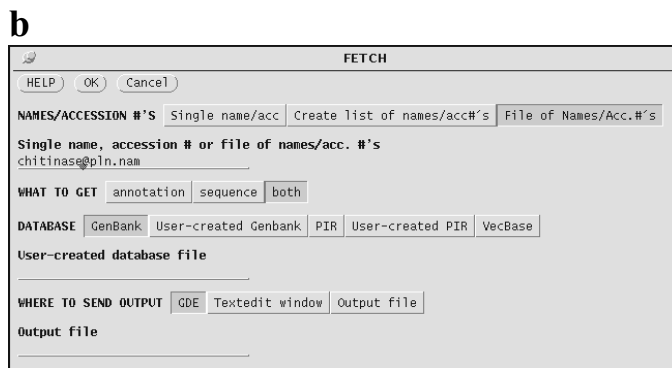 b
FETCH
HELP OK Cancel
NAMES/ACCESSION #'S Single name/acc Create list of names/acc#'s File of Names/Acc.#'s
Single name, accession # or file of names/acc. #'s
chitinase@pln.nam
WHAT TO GET annotation sequence both
DATABASE GenBank User-created Genbank PIR User-created PIR VecBase
User-created database file
WHERE TO SEND OUTPUT GDE Textedit window Output file
Output file